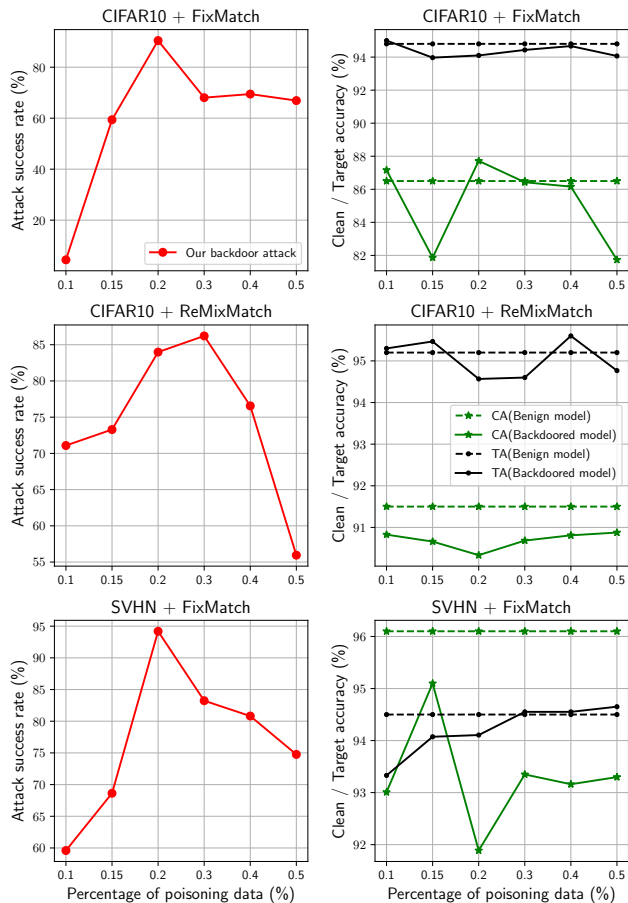 CIFAR10 + FixMatch
Attack success rate (%)
80
60
40
20
Our backdoor attack
0.1 0.15 0.2 0.3 0.4 0.5
CIFAR10 + FixMatch
Clean / Target accuracy (%)
94
92
90
88
86
84
82
0.1 0.15 0.2 0.3 0.4 0.5
CIFAR10 + ReMixMatch
Attack success rate (%)
85
80
75
70
65
60
55
0.1 0.15 0.2 0.3 0.4 0.5
CIFAR10 + ReMixMatch
Clean / Target accuracy (%)
95
94
93
92
91
CA(Benign model)
CA(Backdoored model)
TA(Benign model)
TA(Backdoored model)
0.1 0.15 0.2 0.3 0.4 0.5
SVHN + FixMatch
Attack success rate (%)
95
90
85
80
75
70
65
60
0.1 0.15 0.2 0.3 0.4 0.5
Percentage of poisoning data (%)
SVHN + FixMatch
Clean / Target accuracy (%)
96
95
94
93
92
0.1 0.15 0.2 0.3 0.4 0.5
Percentage of poisoning data (%)